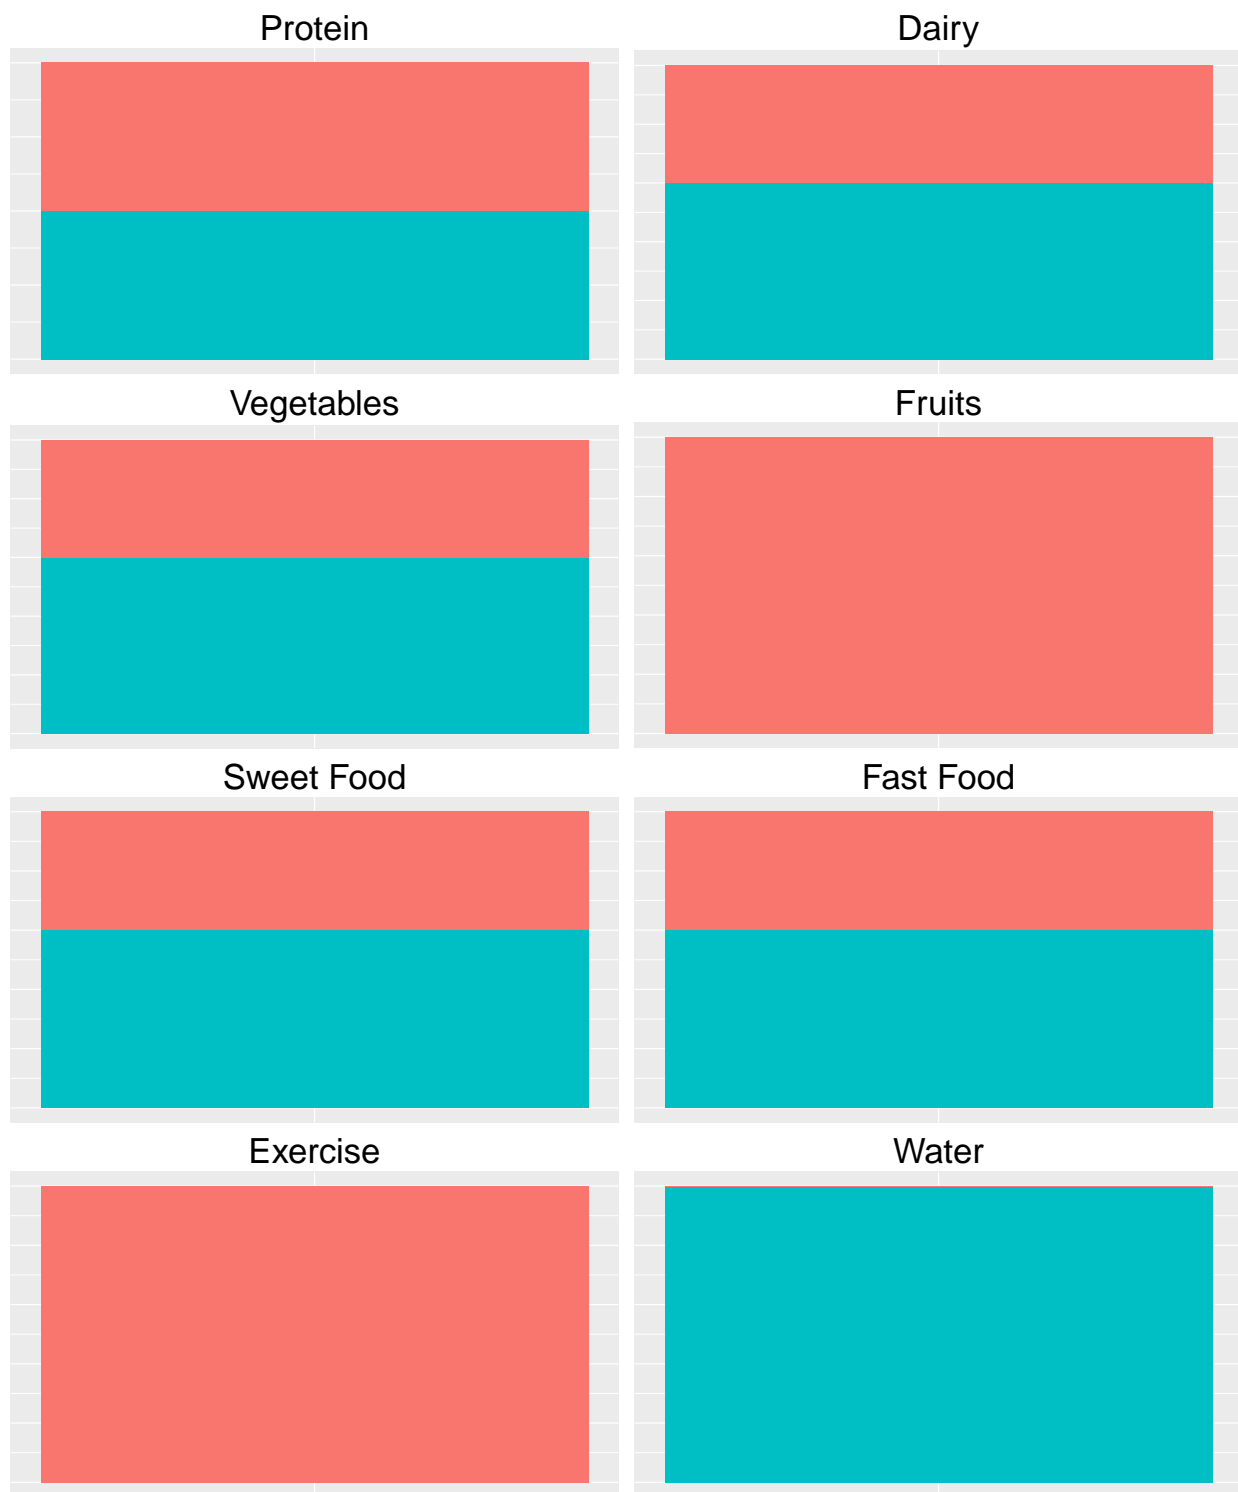 Protein
Dairy
Vegetables
Fruits
Sweet Food
Fast Food
Exercise
Water